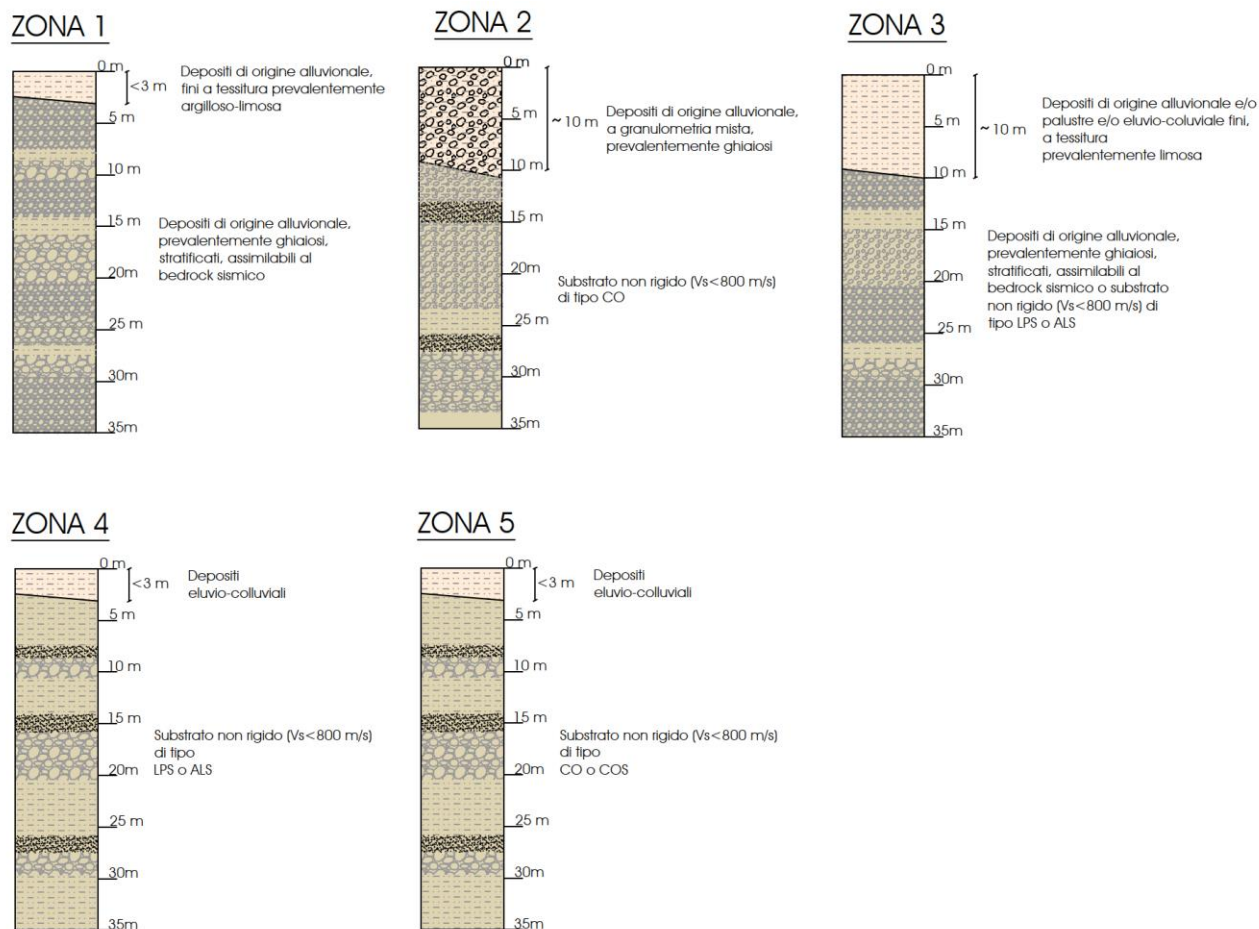 ZONA 1
0 m
<3 m
Depositi di origine alluvionale,
fini a tessitura prevalentemente
argilloso-limosa
5 m
10 m
15 m
Depositi di origine alluvionale,
prevalentemente ghiaiosi,
stratificati, assimilabili al
bedrock sismico
20m
25 m
30m
35m
ZONA 2
0 m
5 m
~ 10 m
Depositi di origine alluvionale,
a granulometria mista,
prevalentemente ghiaiosi
10 m
15 m
20m
Substrato non rigido (Vs<800 m/s)
di tipo CO
25 m
30m
35m
ZONA 3
0 m
5 m
~ 10 m
Depositi di origine alluvionale e/o
palustre e/o eluvio-coluviale fini,
a tessitura
prevalentemente limosa
10 m
15 m
Depositi di origine alluvionale,
prevalentemente ghiaiosi,
stratificati, assimilabili al
bedrock sismico o substrato
non rigido (Vs<800 m/s) di
tipo LPS o ALS
20m
25 m
30m
35m
ZONA 4
0 m
<3 m
Depositi
eluvio-colluviali
5 m
10 m
15 m
Substrato non rigido (Vs<800 m/s)
di tipo
LPS o ALS
20m
25 m
30m
35m
ZONA 5
0 m
<3 m
Depositi
eluvio-colluviali
5 m
10 m
15 m
Substrato non rigido (Vs<800 m/s)
di tipo
CO o COS
20m
25 m
30m
35m